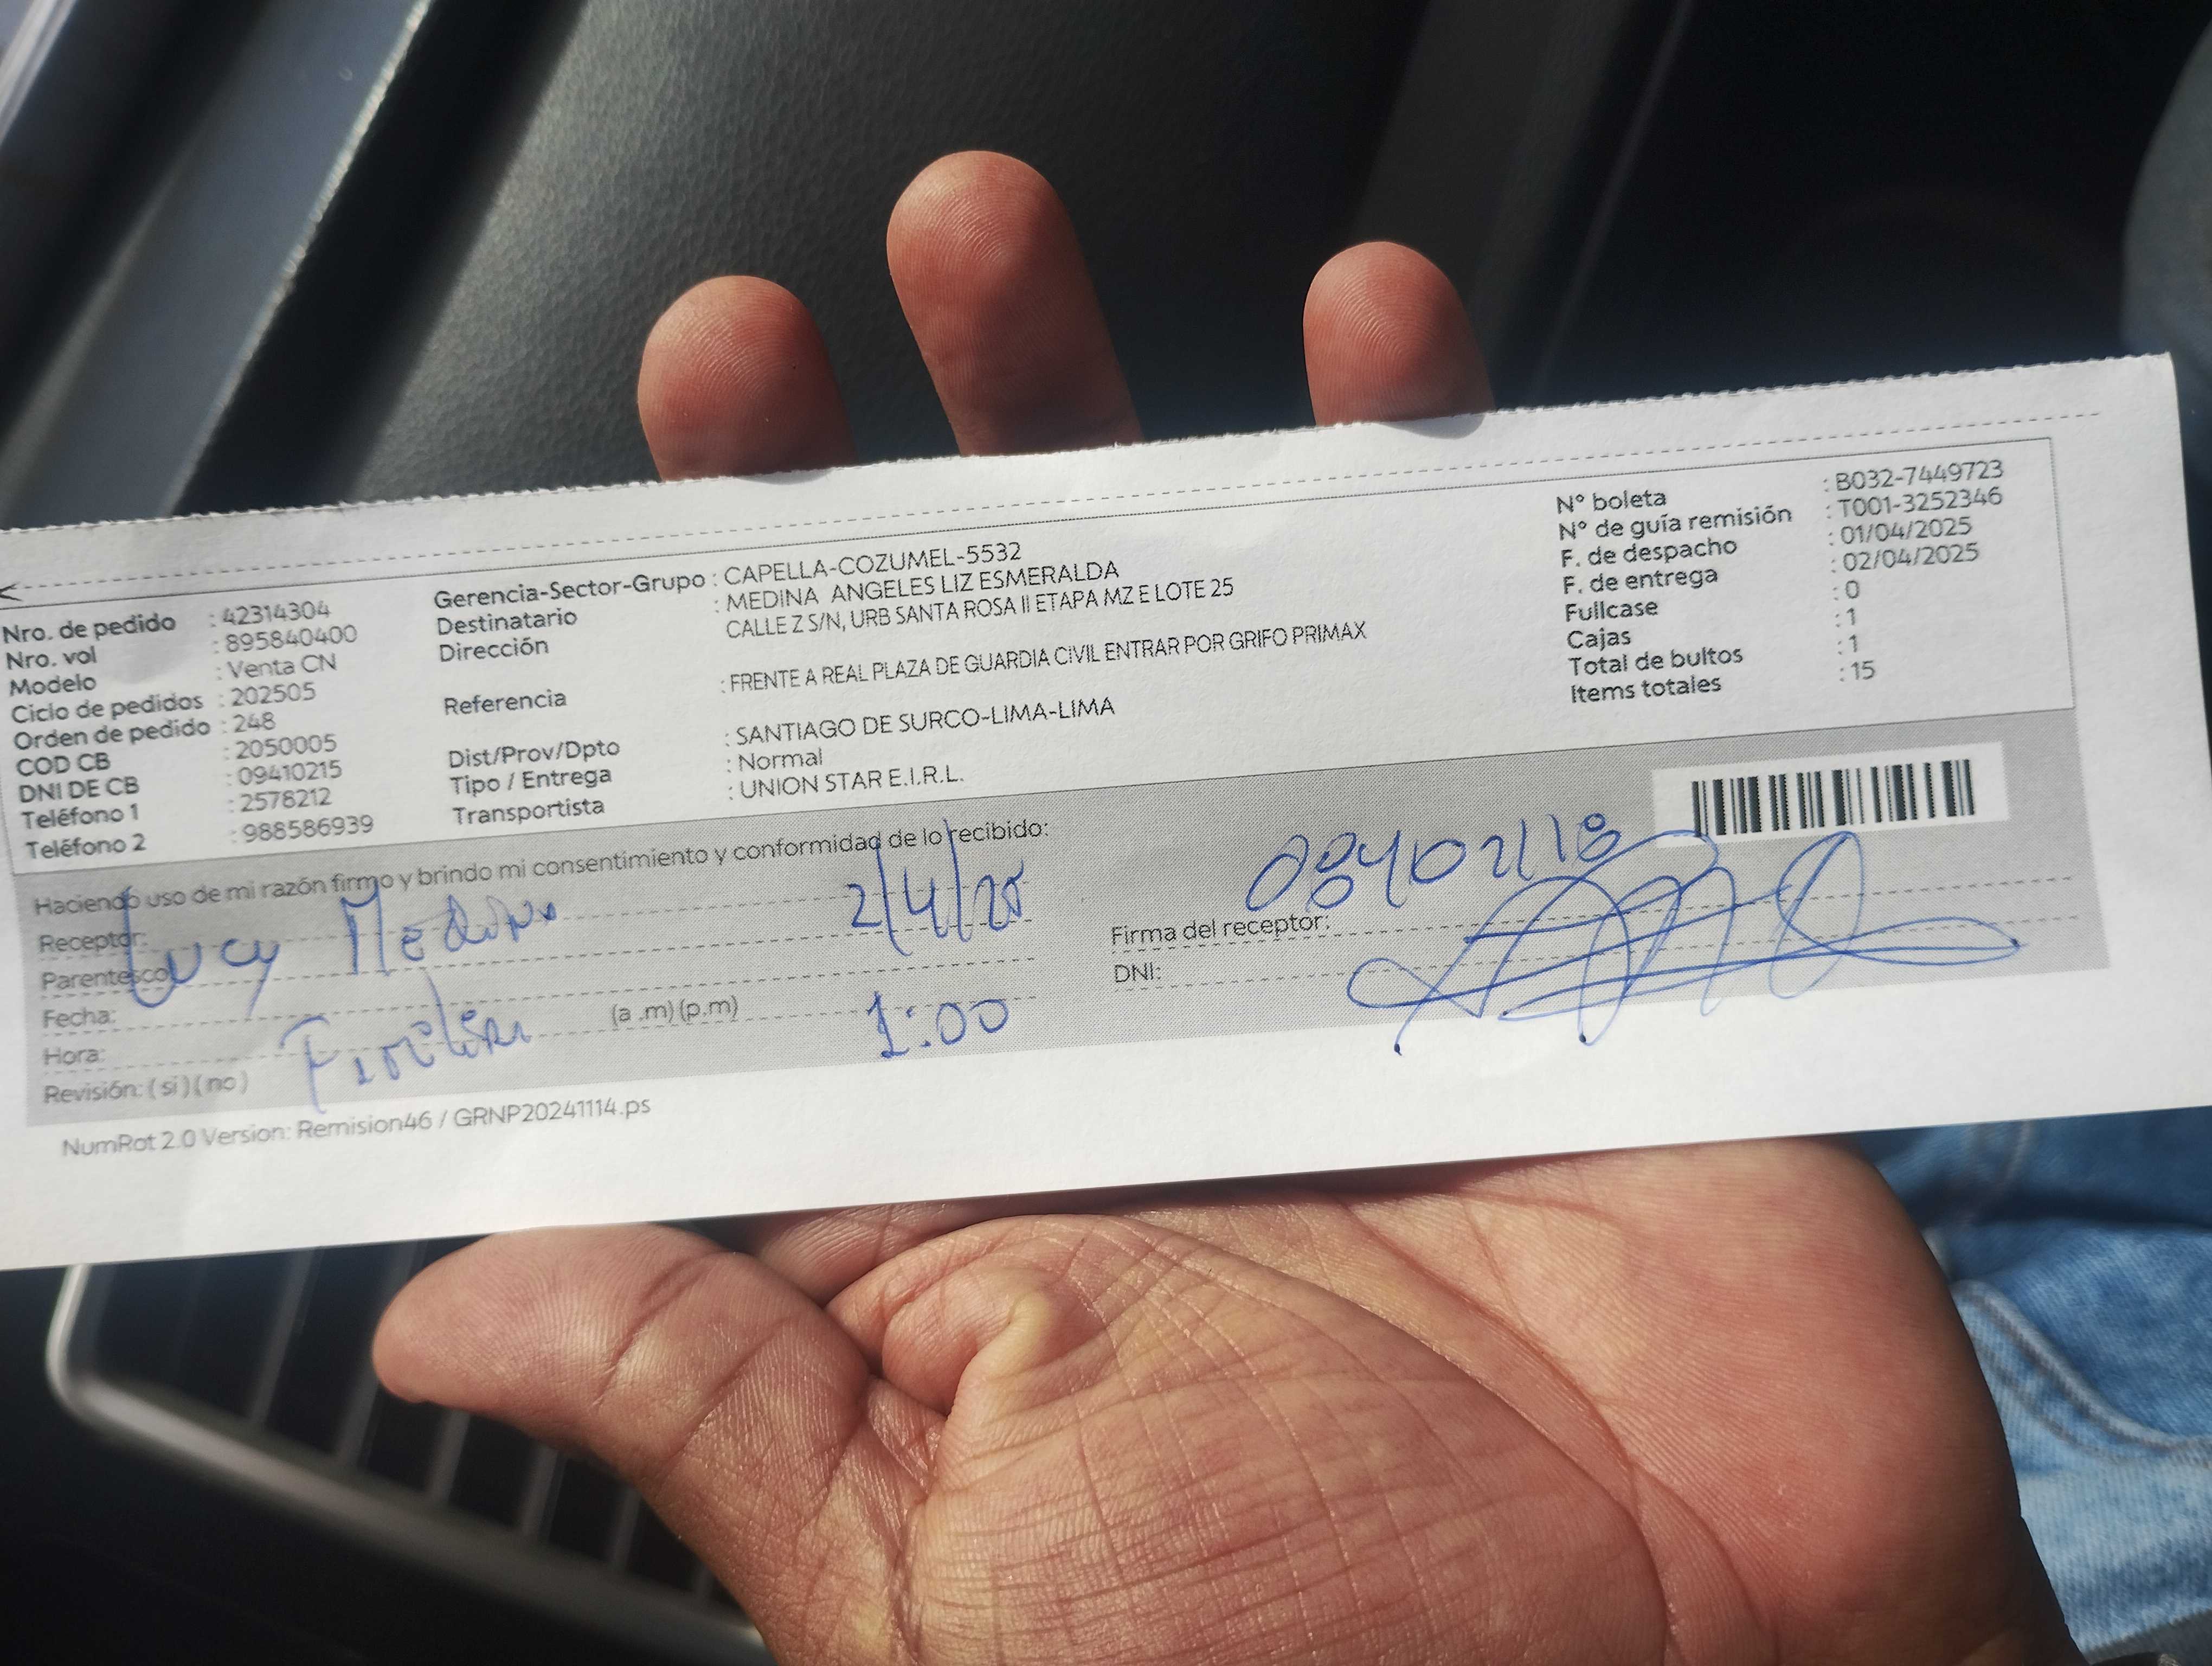 Nro. de pedido : 42314304
Nro. vol : 895840400
Modelo : Venta CN
Ciclo de pedidos : 202505
Orden de pedido : 248
COD CB : 2050005
DNI DE CB : 09410215
Teléfono 1 : 2578212
Teléfono 2 : 988586939
Gerencia-Sector-Grupo : CAPELLA-COZUMEL-5532
Destinatario : MEDINA ANGELES LIZ ESMERALDA
Dirección CALLE Z S/N, URB SANTA ROSA II ETAPA MZ E LOTE 25
Referencia : FRENTE A REAL PLAZA DE GUARDIA CIVIL ENTRAR POR GRIFO PRIMAX
Dist/Prov/Dpto : SANTIAGO DE SURCO-LIMA-LIMA
Tipo / Entrega : Normal
Transportista : UNION STAR E.I.R.L.
N° boleta : B032-7449723
N° de guía remisión : T001-3252346
F. de despacho : 01/04/2025
F. de entrega : 02/04/2025
Fullcase : 0
Cajas : 1
Total de bultos : 1
Items totales : 15
Haciendo uso de mi razón firmo y brindo mi consentimiento y conformidad de lo recibido:
Receptor:
Lucy Medina 2/4/25
Parentesco
Fecha:
Hora: (a .m) (p.m) 1:00
Revisión: ( si ) ( no )
Firma del receptor:
DNI:
NumRot 2.0 Version: Remision46 / GRNP20241114.ps